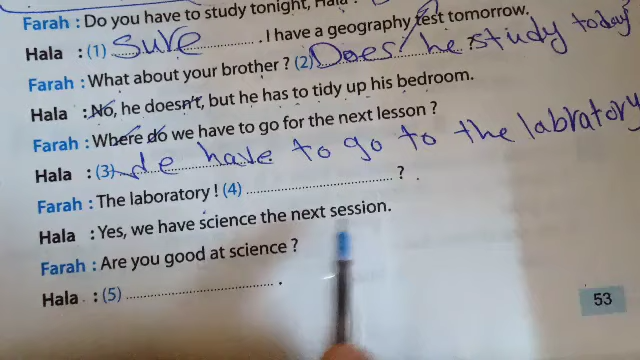 Farah : Do you have to study tonight, Hala ?
Hala : (1) Sure . I have a geography test tomorrow.
Farah : What about your brother ? (2) Does he study today
Hala : No, he doesn't, but he has to tidy up his bedroom.
Farah : Where do we have to go for the next lesson ?
Hala : (3) We have to go to the labratory
Farah : The laboratory ! (4) ............................ ?
Hala : Yes, we have science the next session.
Farah : Are you good at science ?
Hala : (5) ............................ .
53